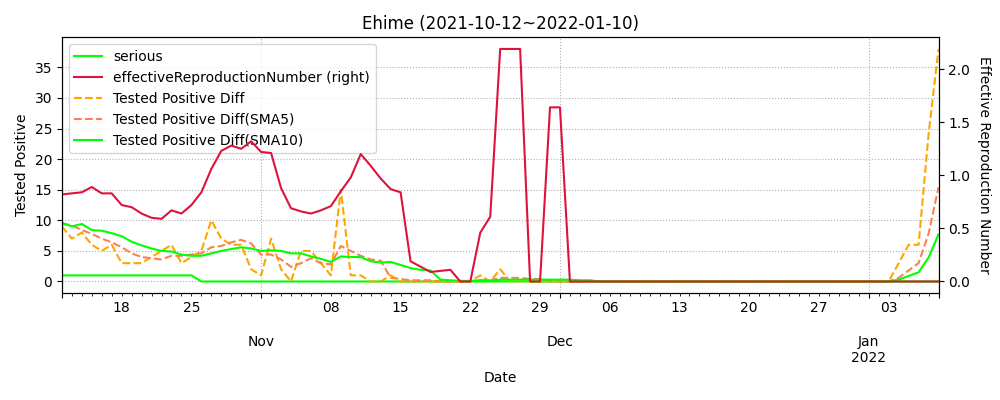 Ehime (2021-10-12~2022-01-10)
serious
effectiveReproductionNumber (right)
Tested Positive Diff
Tested Positive Diff(SMA5)
Tested Positive Diff(SMA10)
Tested Positive
35
30
25
20
15
10
5
0
2.0
1.5
1.0
0.5
0.0
Effective Reproduction Number
18 25 08 15 22 29 06 13 20 27 03
Nov Dec Jan
2022
Date